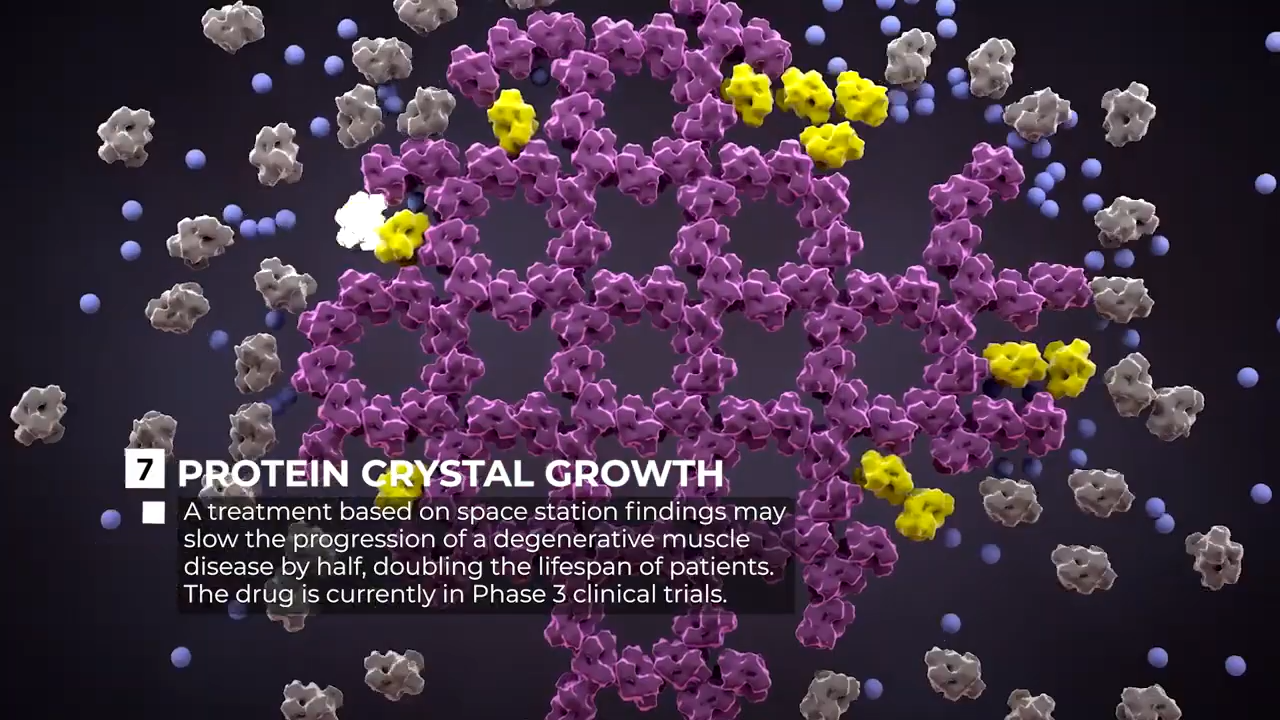 7 PROTEIN CRYSTAL GROWTH
A treatment based on space station findings may
slow the progression of a degenerative muscle
disease by half, doubling the lifespan of patients.
The drug is currently in Phase 3 clinical trials.